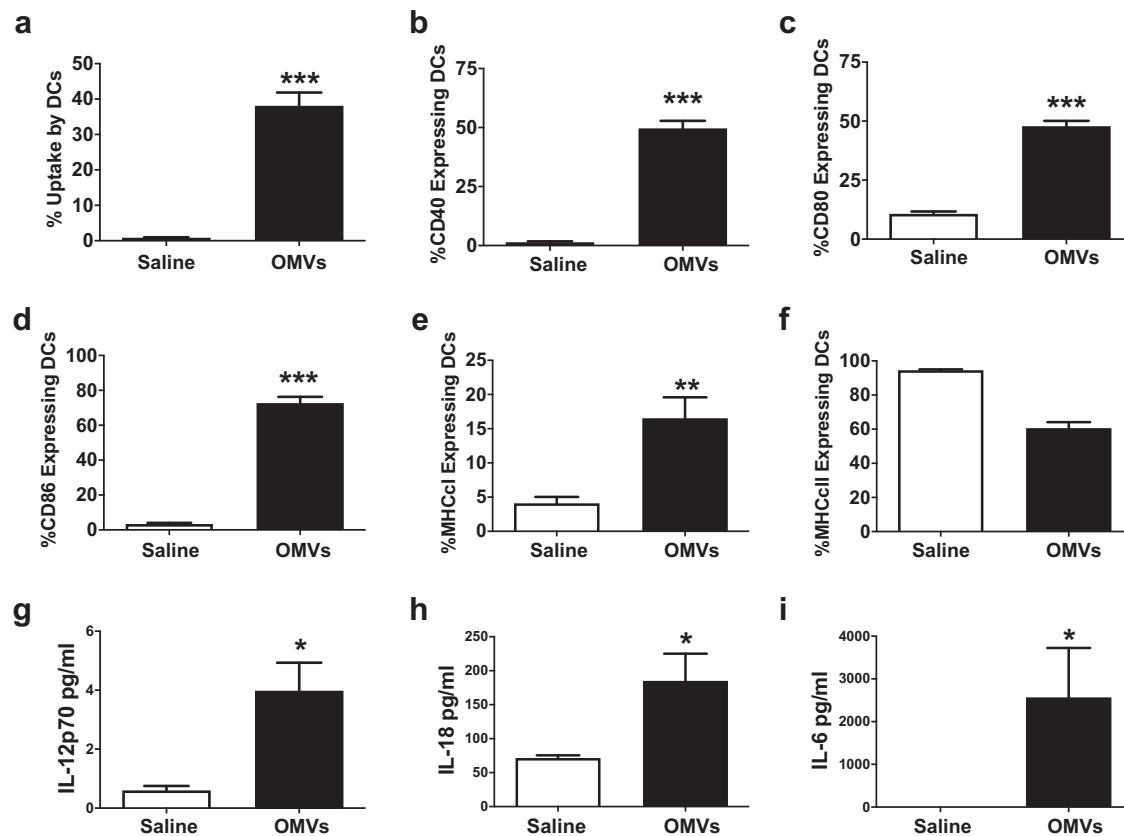 a
% Uptake by DCs
50
40
30
20
10
0
***
Saline OMVs
b
%CD40 Expressing DCs
75
50
25
0
***
Saline OMVs
c
%CD80 Expressing DCs
75
50
25
0
***
Saline OMVs
d
%CD86 Expressing DCs
100
80
60
40
20
0
***
Saline OMVs
e
%MHCcI Expressing DCs
25
20
15
10
5
0
**
Saline OMVs
f
%MHCcII Expressing DCs
100
80
60
40
20
0
Saline OMVs
g
IL-12p70 pg/ml
6
4
2
0
*
Saline OMVs
h
IL-18 pg/ml
250
200
150
100
50
0
*
Saline OMVs
i
IL-6 pg/ml
4000
3000
2000
1000
0
*
Saline OMVs